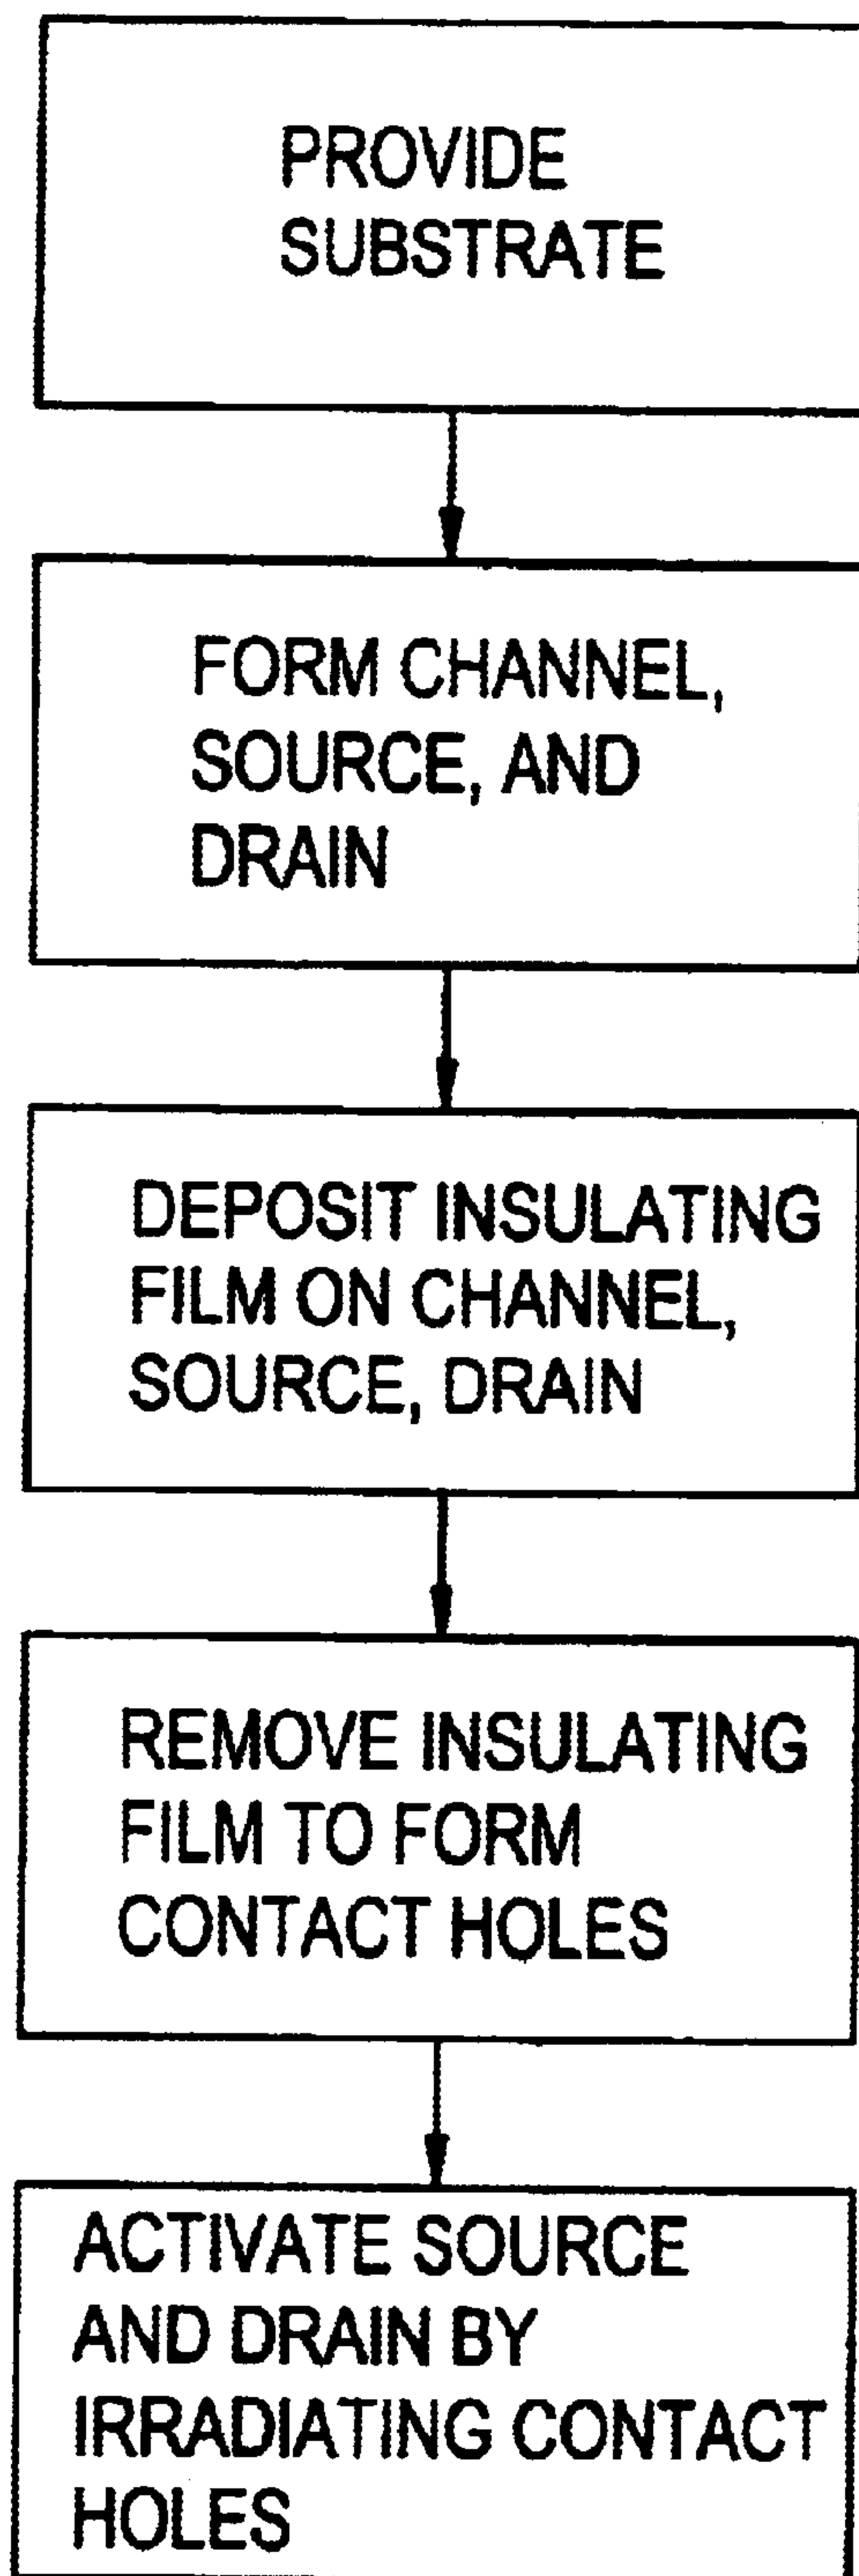 PROVIDE
SUBSTRATE
FORM CHANNEL,
SOURCE, AND
DRAIN
DEPOSIT INSULATING
FILM ON CHANNEL,
SOURCE, DRAIN
REMOVE INSULATING
FILM TO FORM
CONTACT HOLES
ACTIVATE SOURCE
AND DRAIN BY
IRRADIATING CONTACT
HOLES